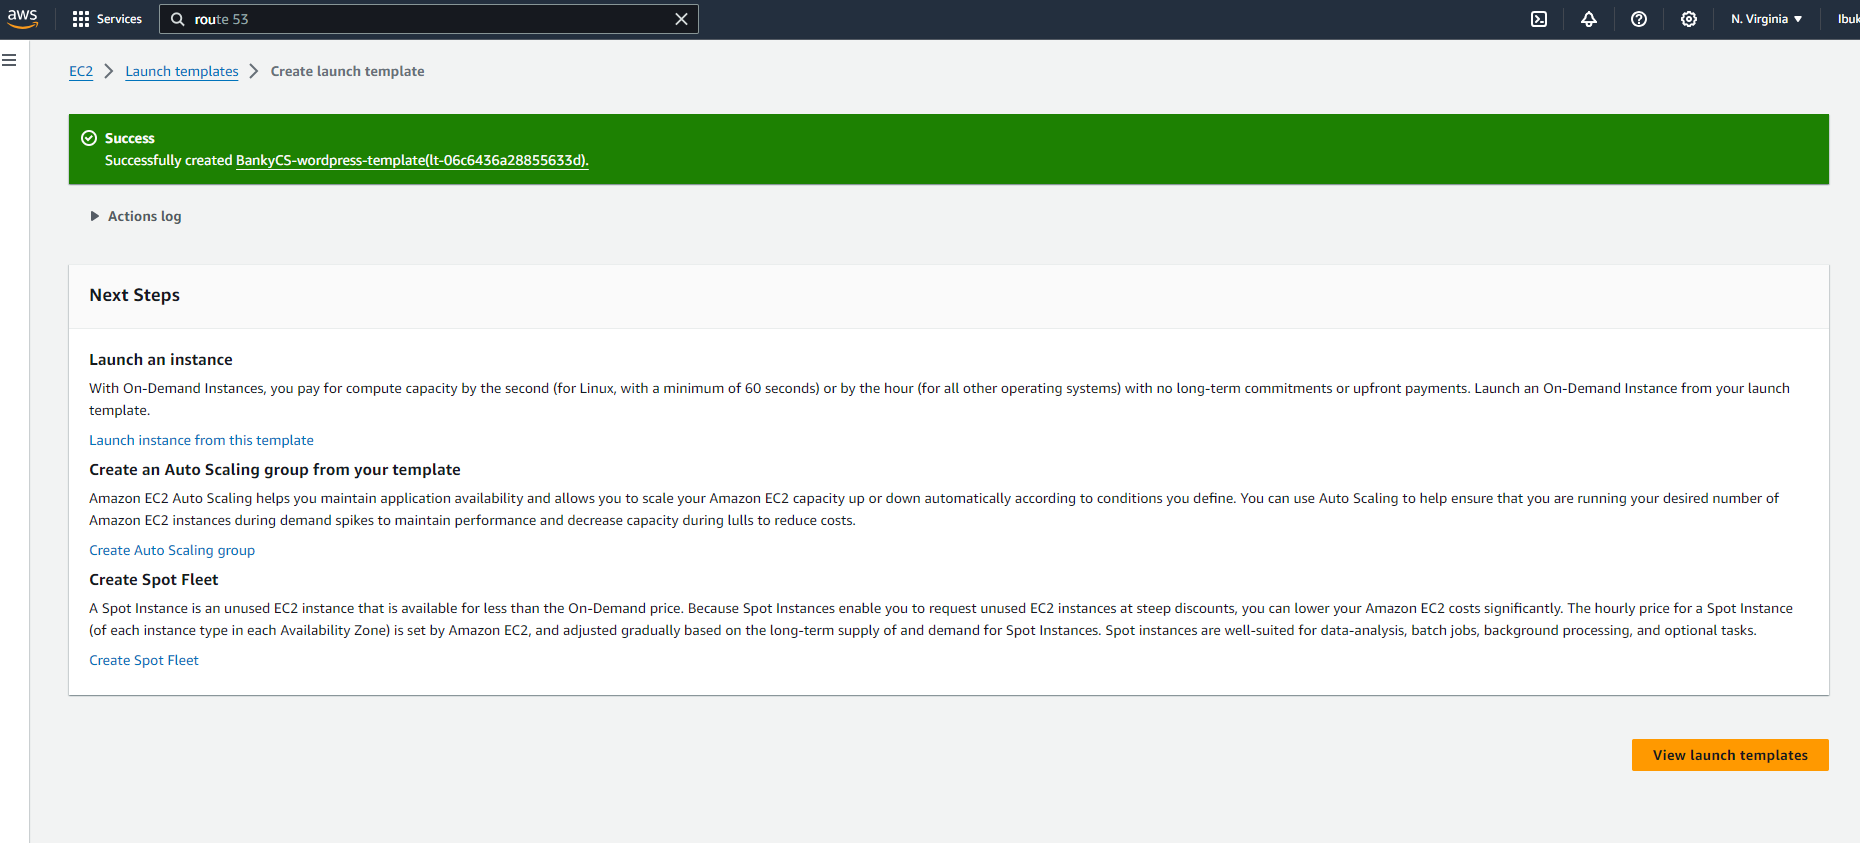 aws
Services
route 53
N. Virginia
Ibuk
EC2 > Launch templates > Create launch template
Success
Successfully created BankyCS-wordpress-template(lt-06c6436a28855633d).
Actions log
Next Steps
Launch an instance
With On-Demand Instances, you pay for compute capacity by the second (for Linux, with a minimum of 60 seconds) or by the hour (for all other operating systems) with no long-term commitments or upfront payments. Launch an On-Demand Instance from your launch
template.
Launch instance from this template
Create an Auto Scaling group from your template
Amazon EC2 Auto Scaling helps you maintain application availability and allows you to scale your Amazon EC2 capacity up or down automatically according to conditions you define. You can use Auto Scaling to help ensure that you are running your desired number of
Amazon EC2 instances during demand spikes to maintain performance and decrease capacity during lulls to reduce costs.
Create Auto Scaling group
Create Spot Fleet
A Spot Instance is an unused EC2 instance that is available for less than the On-Demand price. Because Spot Instances enable you to request unused EC2 instances at steep discounts, you can lower your Amazon EC2 costs significantly. The hourly price for a Spot Instance
(of each instance type in each Availability Zone) is set by Amazon EC2, and adjusted gradually based on the long-term supply of and demand for Spot Instances. Spot instances are well-suited for data-analysis, batch jobs, background processing, and optional tasks.
Create Spot Fleet
View launch templates